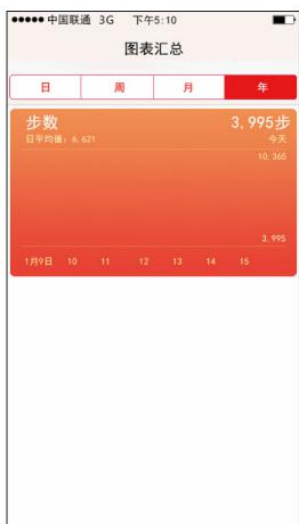 ●●●●● 中国联通 3G 下午5:10
图表汇总
日 周 月 年
步数 3,995步
日平均值：6,621 今天
10,365
3,995
1月9日 10 11 12 13 14 15